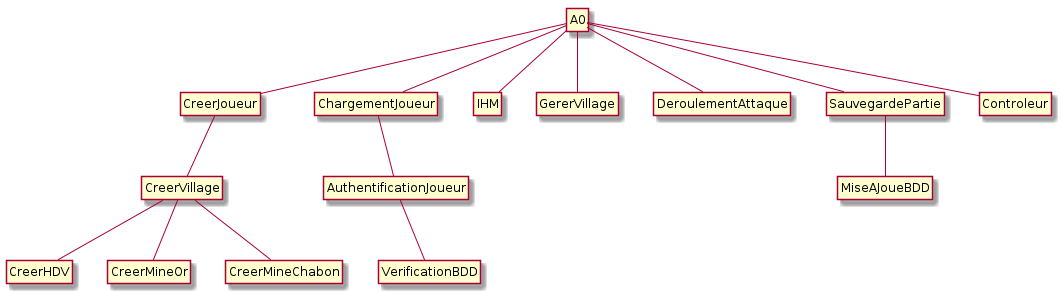 A0
CreerJoueur
ChargementJoueur
IHM
GererVillage
DeroulementAttaque
SauvegardePartie
Controleur
CreerVillage
AuthentificationJoueur
MiseAJoueBDD
CreerHDV
CreerMineOr
CreerMineChabon
VerificationBDD